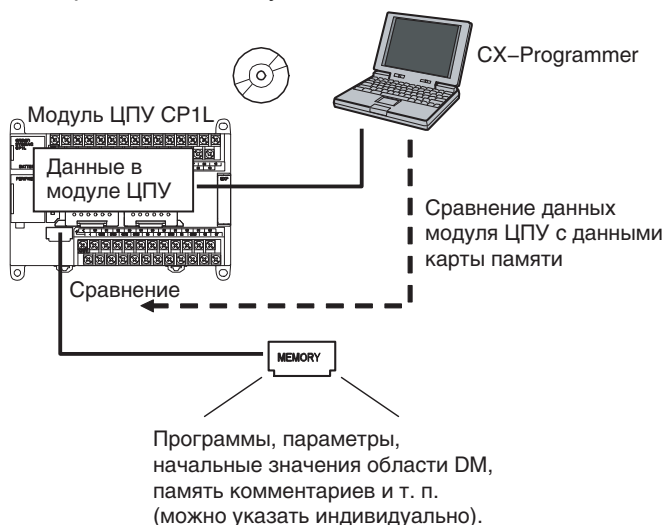 CX–Programmer
Модуль ЦПУ CP1L
Данные в
модуле ЦПУ
Сравнение данных
модуля ЦПУ с данными
карты памяти
Сравнение
MEMORY
Программы, параметры,
начальные значения области DM,
память комментариев и т. п.
(можно указать индивидуально).